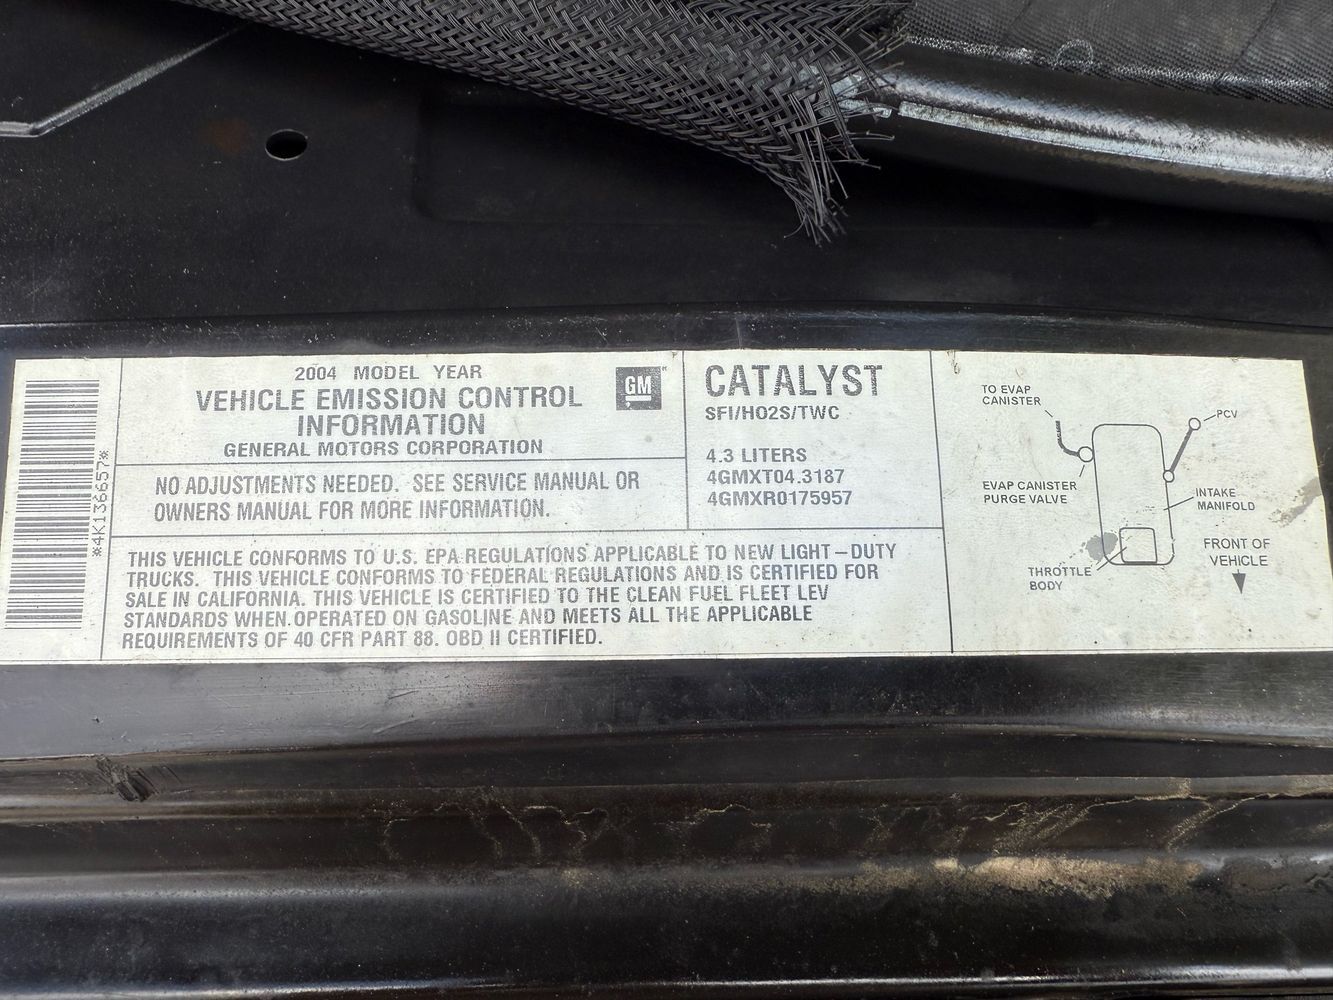 *4K136657*
2004 MODEL YEAR
VEHICLE EMISSION CONTROL
INFORMATION
GENERAL MOTORS CORPORATION
GM
NO ADJUSTMENTS NEEDED. SEE SERVICE MANUAL OR
OWNERS MANUAL FOR MORE INFORMATION.
CATALYST
SFI/HO2S/TWC
4.3 LITERS
4GMXT04.3187
4GMXR0175957
THIS VEHICLE CONFORMS TO U.S. EPA REGULATIONS APPLICABLE TO NEW LIGHT-DUTY
TRUCKS. THIS VEHICLE CONFORMS TO FEDERAL REGULATIONS AND IS CERTIFIED FOR
SALE IN CALIFORNIA. THIS VEHICLE IS CERTIFIED TO THE CLEAN FUEL FLEET LEV
STANDARDS WHEN OPERATED ON GASOLINE AND MEETS ALL THE APPLICABLE
REQUIREMENTS OF 40 CFR PART 88. OBD II CERTIFIED.
TO EVAP
CANISTER
PCV
EVAP CANISTER
PURGE VALVE
INTAKE
MANIFOLD
FRONT OF
VEHICLE
THROTTLE
BODY